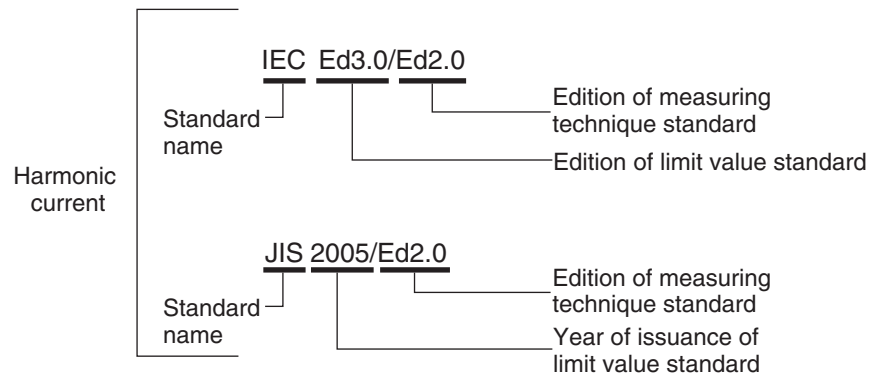 IEC Ed3.0/Ed2.0
Standard
name
Edition of measuring
technique standard
Edition of limit value standard
Harmonic
current
JIS 2005/Ed2.0
Standard
name
Edition of measuring
technique standard
Year of issuance of
limit value standard